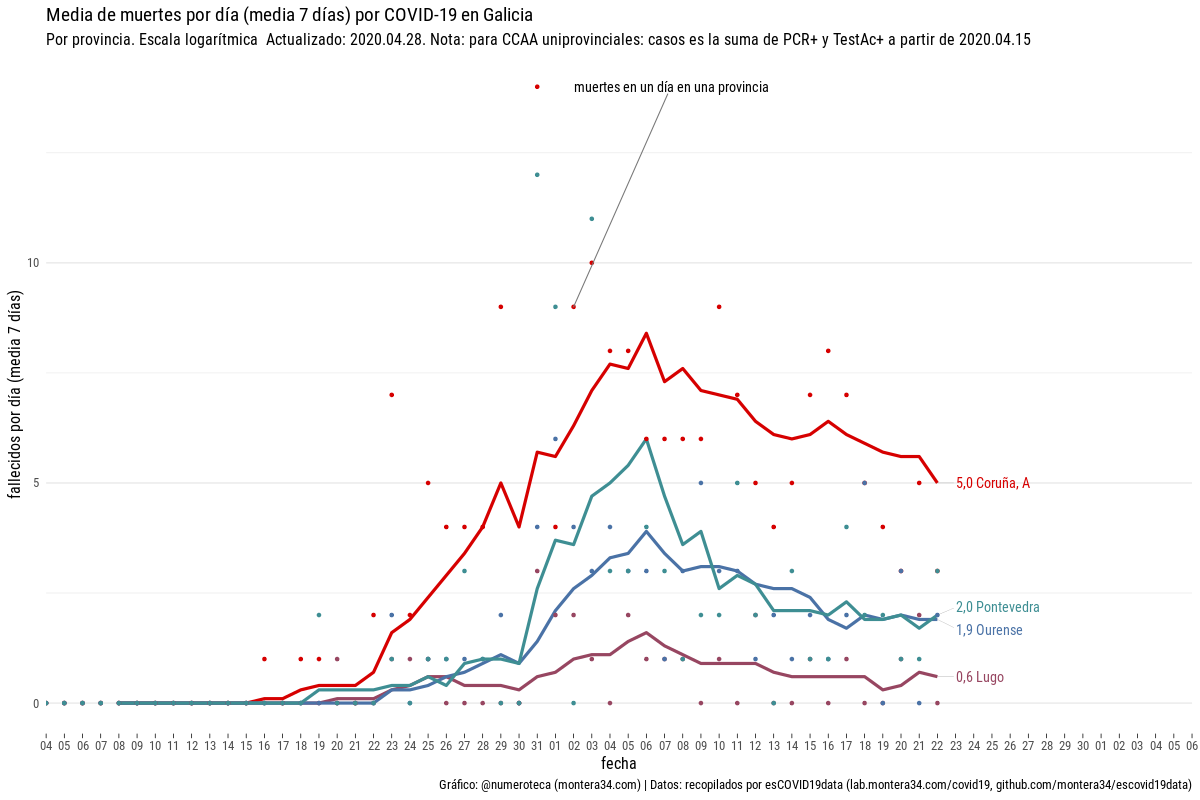 Media de muertes por día (media 7 días) por COVID-19 en Galicia
Por provincia. Escala logarítmica  Actualizado: 2020.04.28. Nota: para CCAA uniprovinciales: casos es la suma de PCR+ y TestAc+ a partir de 2020.04.15
muertes en un día en una provincia
fallecidos por día (media 7 días)
10
5
0
5,0 Coruña, A
2,0 Pontevedra
1,9 Ourense
0,6 Lugo
04 05 06 07 08 09 10 11 12 13 14 15 16 17 18 19 20 21 22 23 24 25 26 27 28 29 30 31 01 02 03 04 05 06 07 08 09 10 11 12 13 14 15 16 17 18 19 20 21 22 23 24 25 26 27 28 29 30 01 02 03 04 05 06
fecha
Gráfico: @numeroteca (montera34.com) | Datos: recopilados por esCOVID19data (lab.montera34.com/covid19, github.com/montera34/escovid19data)